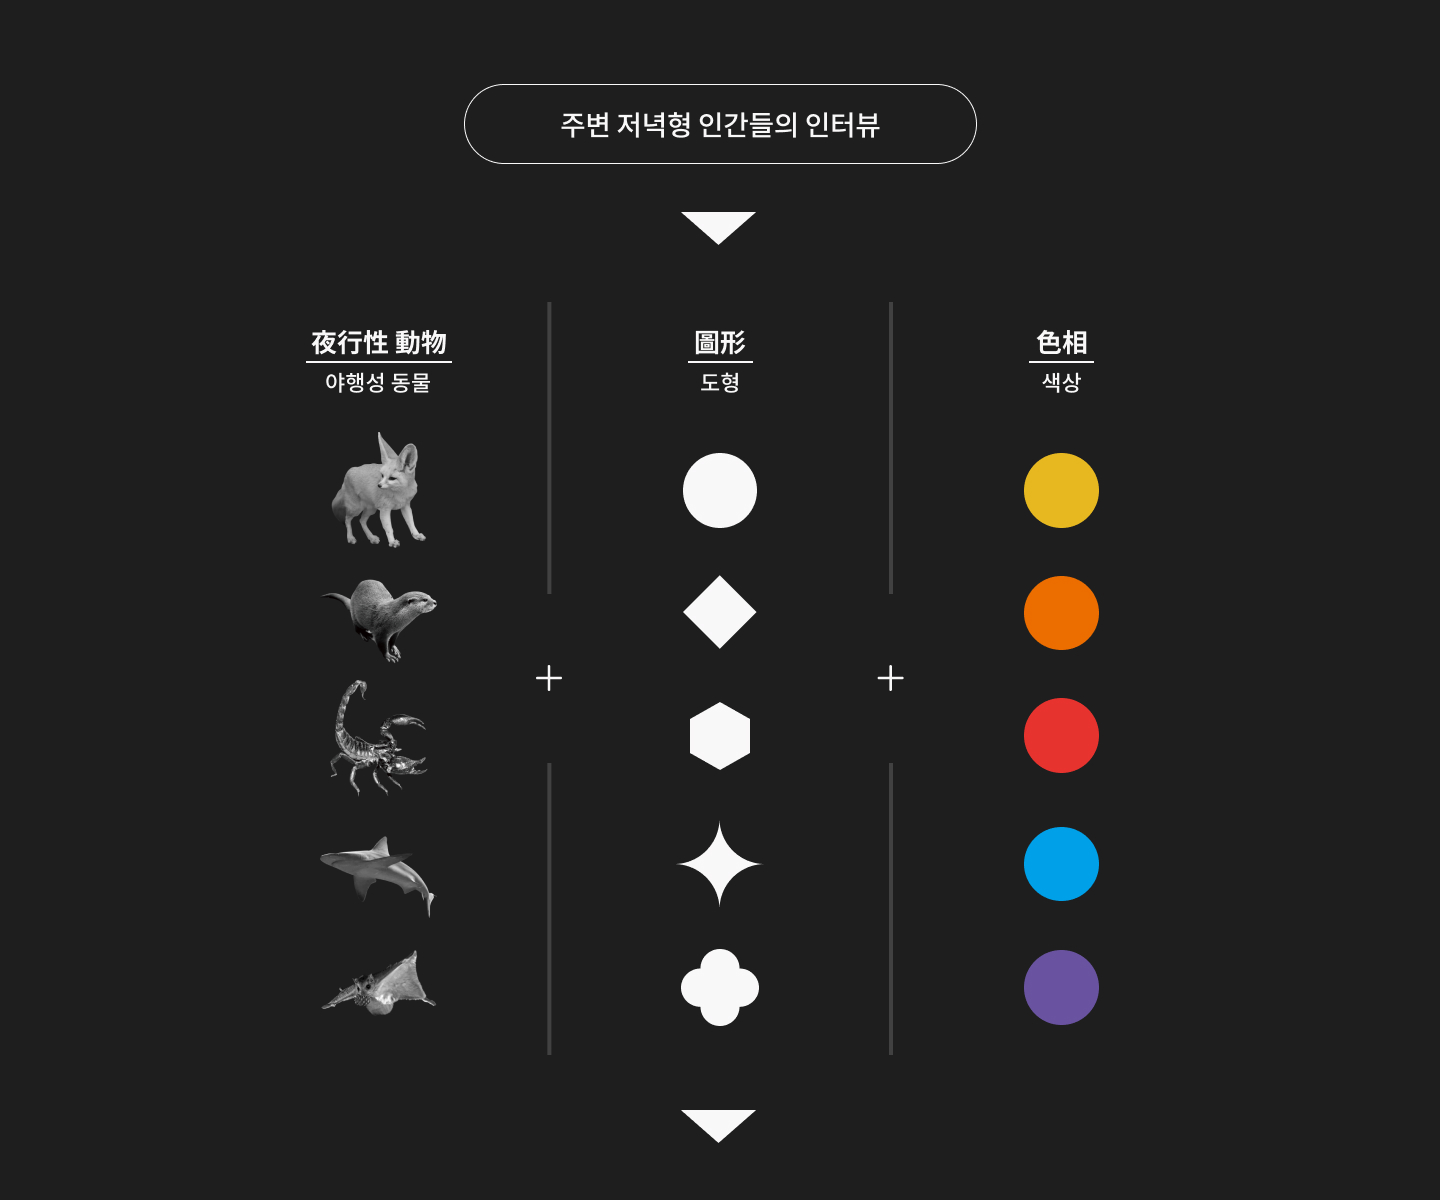 주변 저녁형 인간들의 인터뷰
夜行性 動物
야행성 동물
圖形
도형
色相
색상